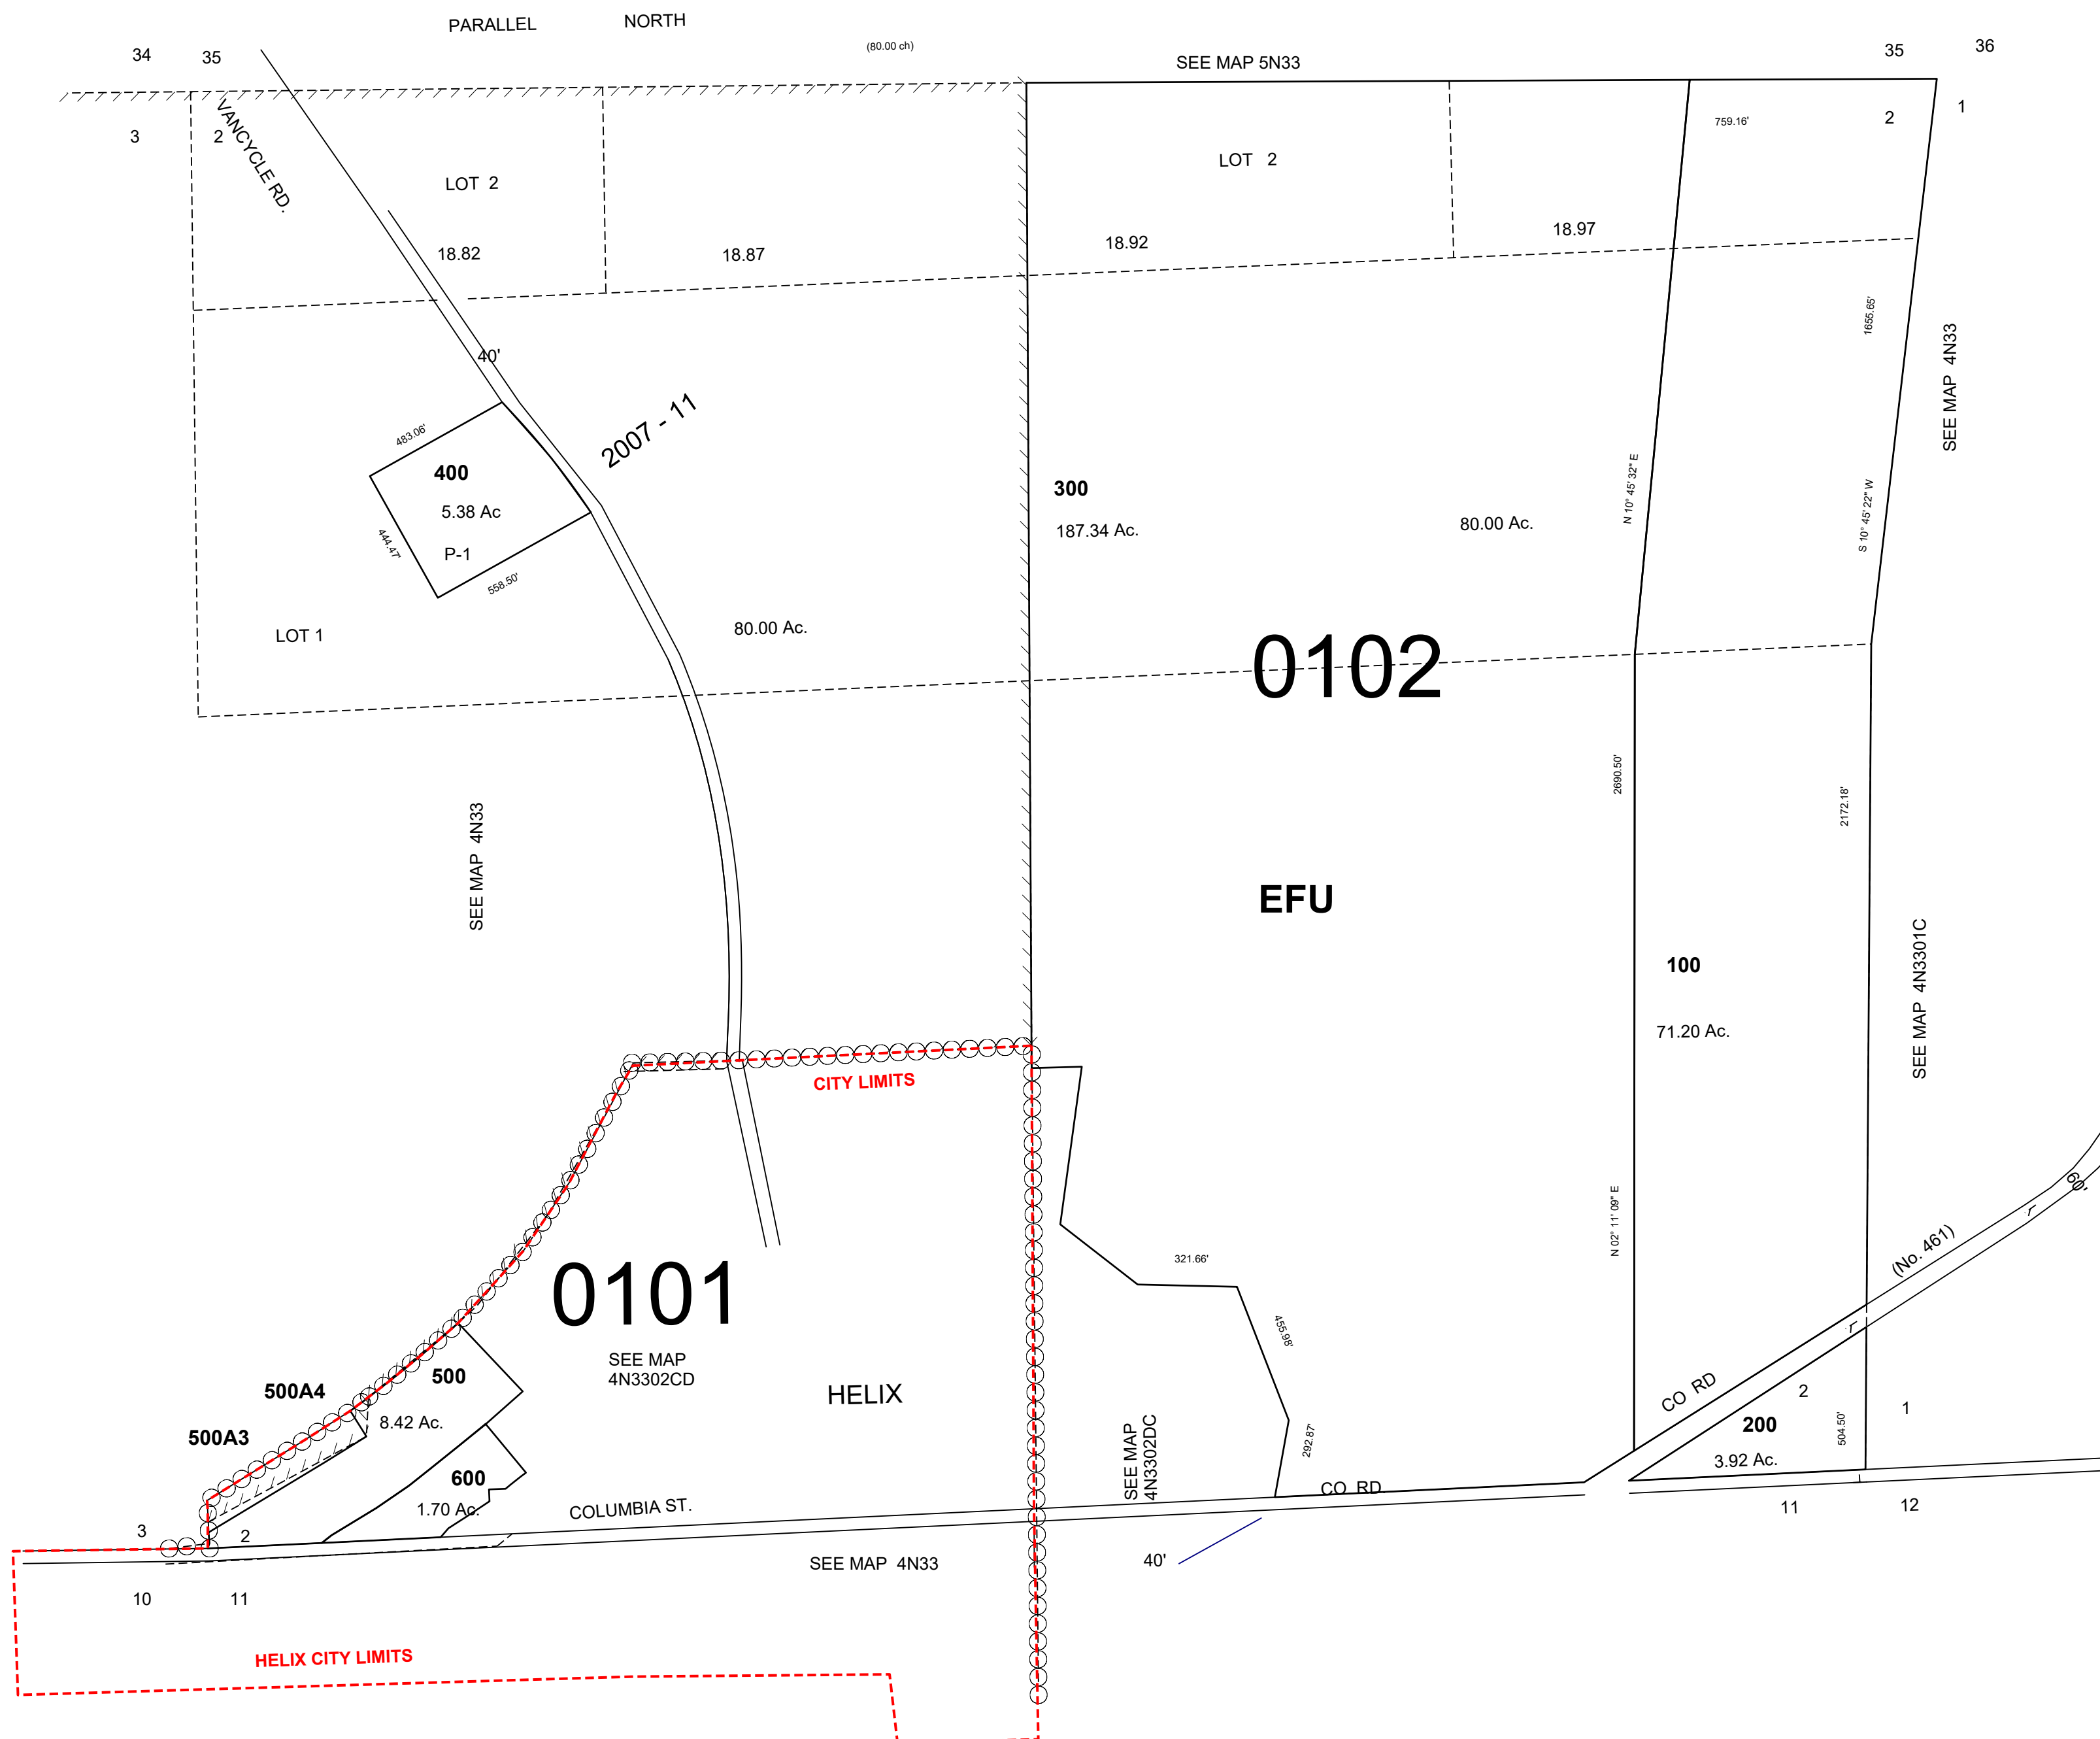 PARALLEL NORTH
(80.00 ch)
34
35
SEE MAP 5N33
35
36
3
2
VANCYCLE RD.
759.16'
2
1
LOT 2
LOT 2
18.82
18.87
18.92
18.97
1655.65'
SEE MAP 4N33
40'
2007 - 11
483.06'
400
5.38 Ac
P-1
444.47'
558.50'
300
187.34 Ac.
80.00 Ac.
N 10° 45' 32" E
S 10° 45' 22" W
LOT 1
80.00 Ac.
0102
2690.50'
2172.18'
SEE MAP 4N33
EFU
100
71.20 Ac.
SEE MAP 4N3301C
CITY LIMITS
N 02° 11' 09" E
60'
r
(No. 461)
321.66'
0101
455.98'
r
SEE MAP
4N3302CD
HELIX
500
500A4
8.42 Ac.
500A3
CO RD
2
1
200
504.50'
3.92 Ac.
SEE MAP
4N3302DC
292.87'
600
1.70 Ac.
COLUMBIA ST.
CO RD.
3
2
11
12
SEE MAP 4N33
40'
10
11
HELIX CITY LIMITS